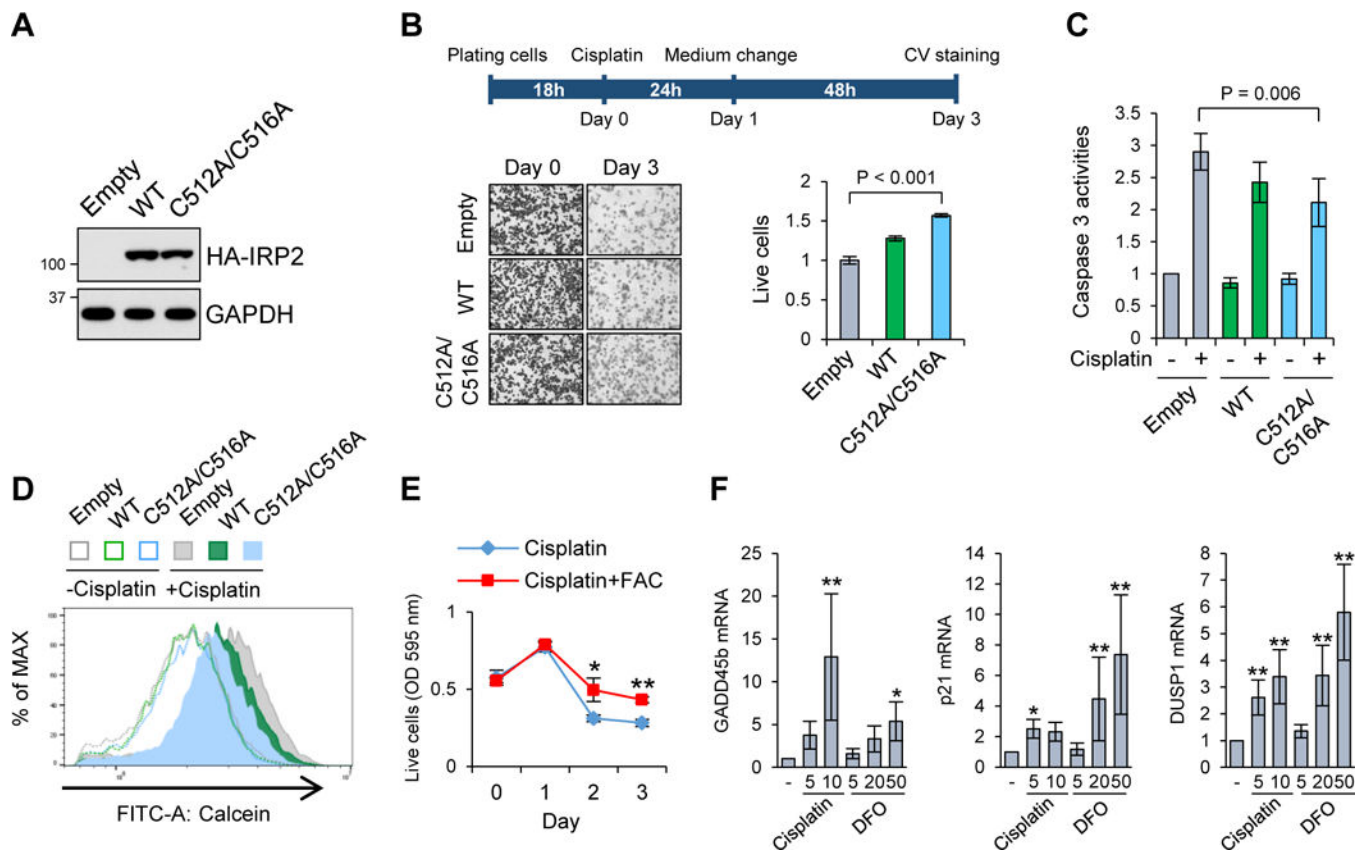 A
Empty
WT
C512A/C516A
100
HA-IRP2
37
GAPDH
B
Plating cells Cisplatin Medium change CV staining
18h 24h 48h
Day 0 Day 1 Day 3
Day 0 Day 3
Empty
WT
C512A/
C516A
P < 0.001
Live cells
2
1.5
1
0.5
0
Empty
WT
C512A/C516A
C
P = 0.006
Caspase 3 activities
3.5
3
2.5
2
1.5
1
0.5
0
Cisplatin - + - + - +
Empty WT C512A/
C516A
D
Empty
WT
C512A/C516A
Empty
WT
C512A/C516A
-Cisplatin +Cisplatin
% of MAX
100
80
60
40
20
0
FITC-A: Calcein
E
Cisplatin
Cisplatin+FAC
Live cells (OD 595 nm)
1
0.5
0
* **
0 1 2 3
Day
F
GADD45b mRNA
25
20
15
10
5
0
** *
- 5 10 5 20 50
Cisplatin DFO
p21 mRNA
14
12
10
8
6
4
2
0
* ** **
- 5 10 5 20 50
Cisplatin DFO
DUSP1 mRNA
8
7
6
5
4
3
2
1
0
** ** ** **
- 5 10 5 20 50
Cisplatin DFO